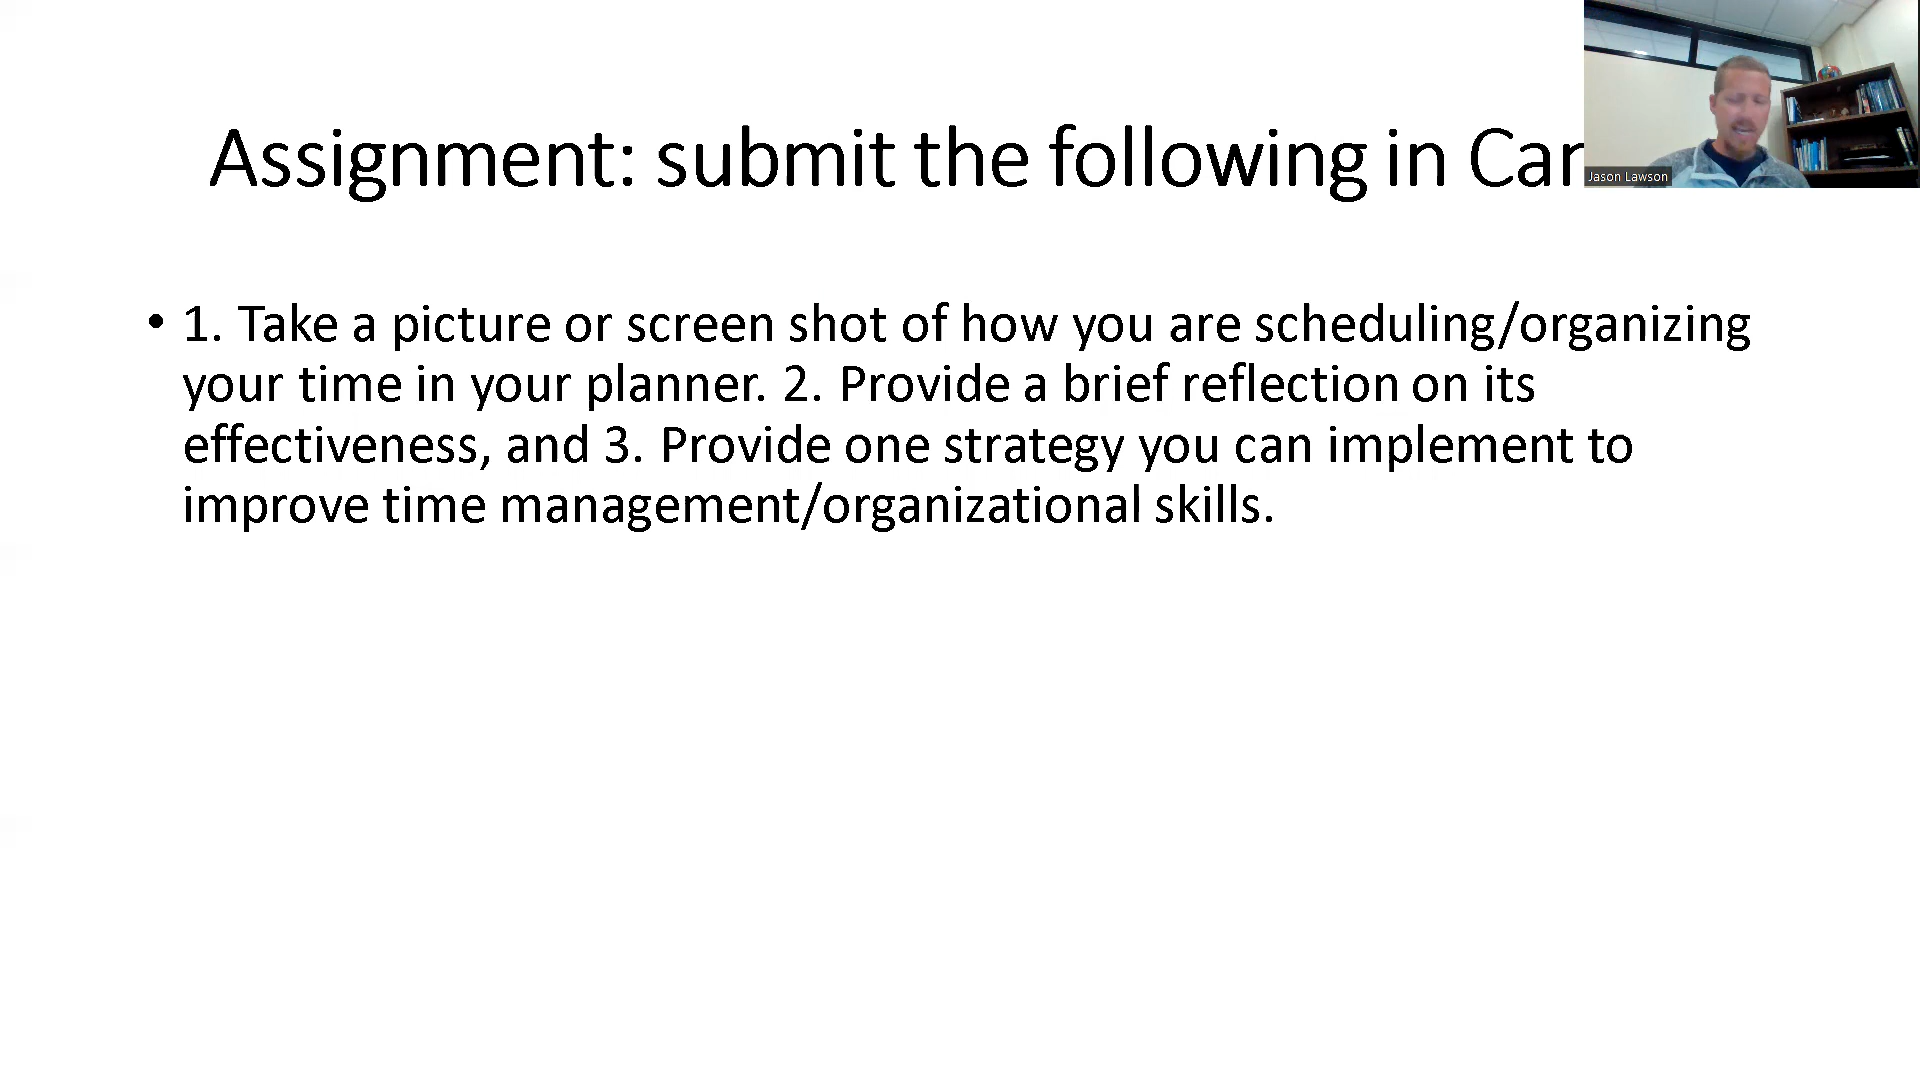 Assignment: submit the following in
Jason Lawson
• 1. Take a picture or screen shot of how you are scheduling/organizing
your time in your planner. 2. Provide a brief reflection on its
effectiveness, and 3. Provide one strategy you can implement to
improve time management/organizational skills.